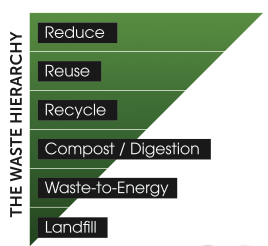 THE WASTE HIERARCHY
Reduce
Reuse
Recycle
Compost / Digestion
Waste-to-Energy
Landfill